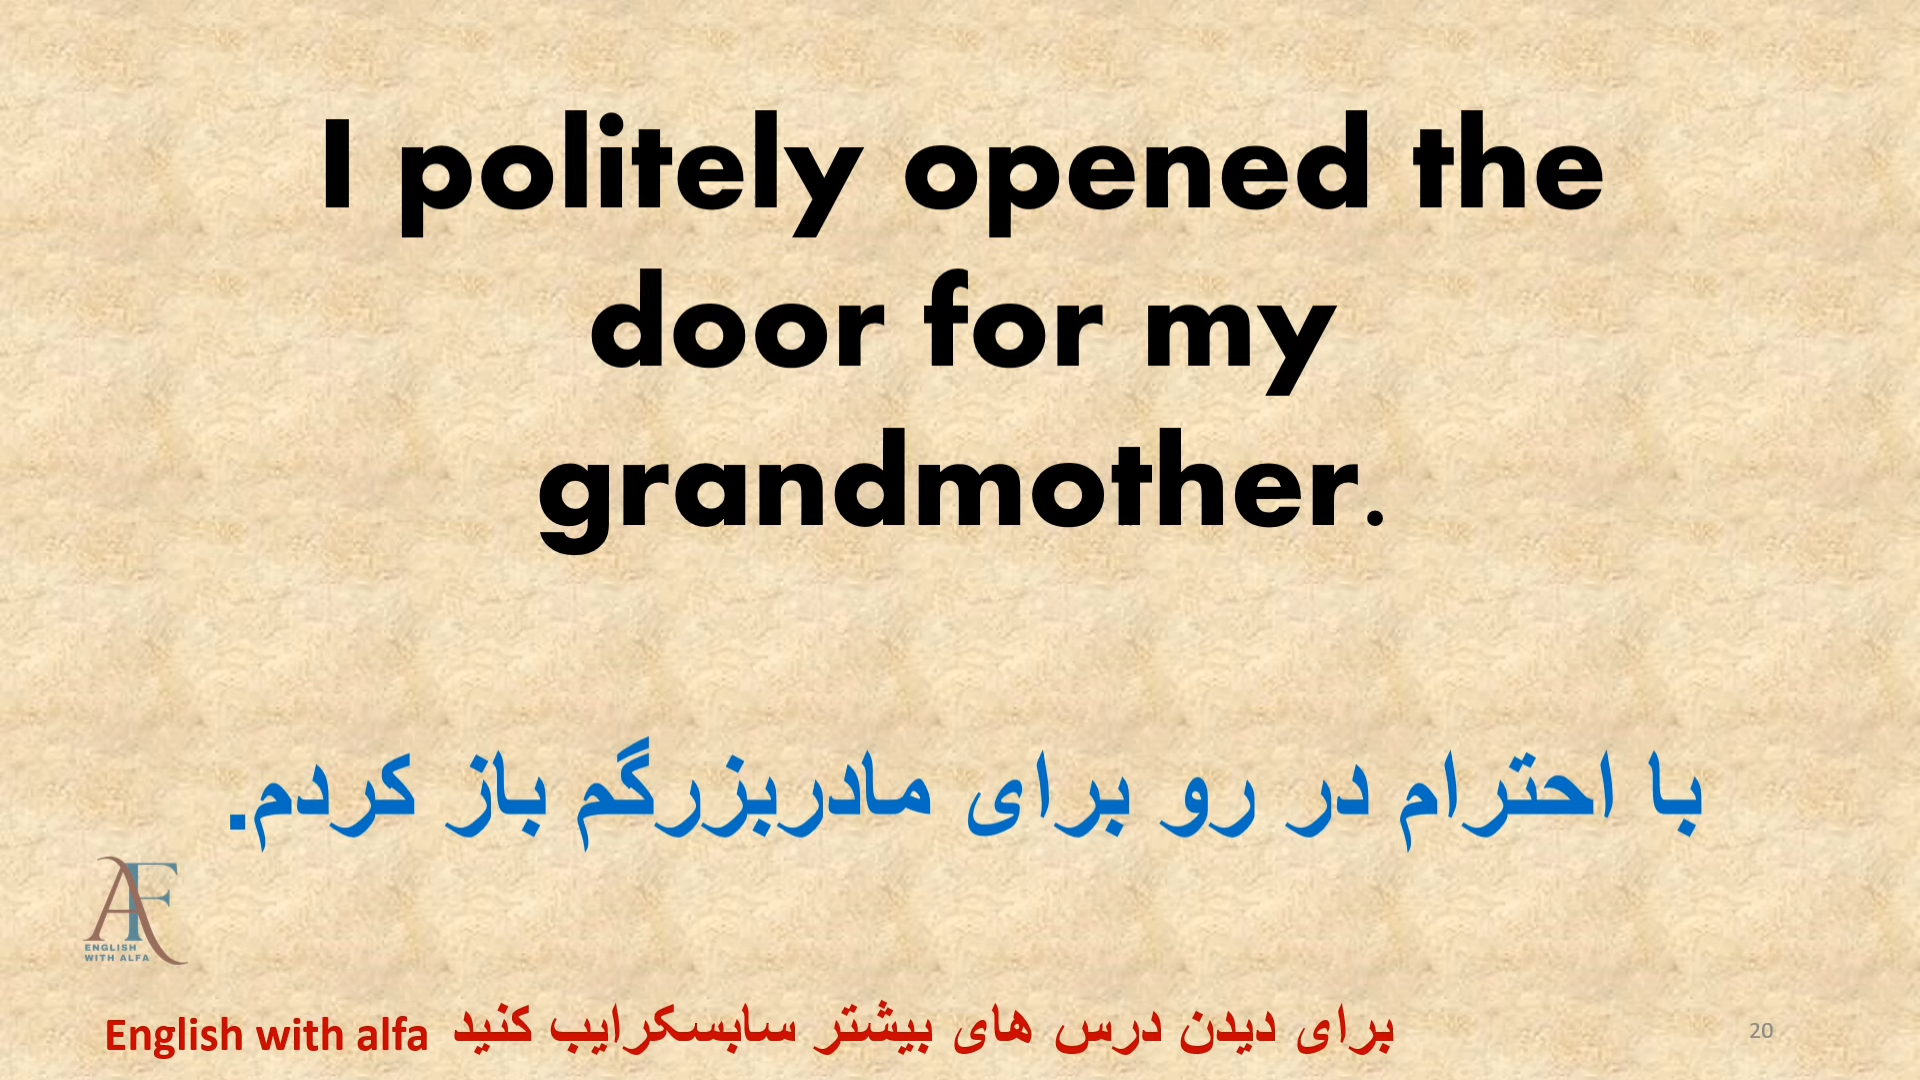 I politely opened the
door for my
grandmother.
با احترام در رو برای مادربزرگم باز کردم.
AF
ENGLISH
WITH ALFA
برای دیدن درس های بیشتر سابسکرایب کنید English with alfa
20